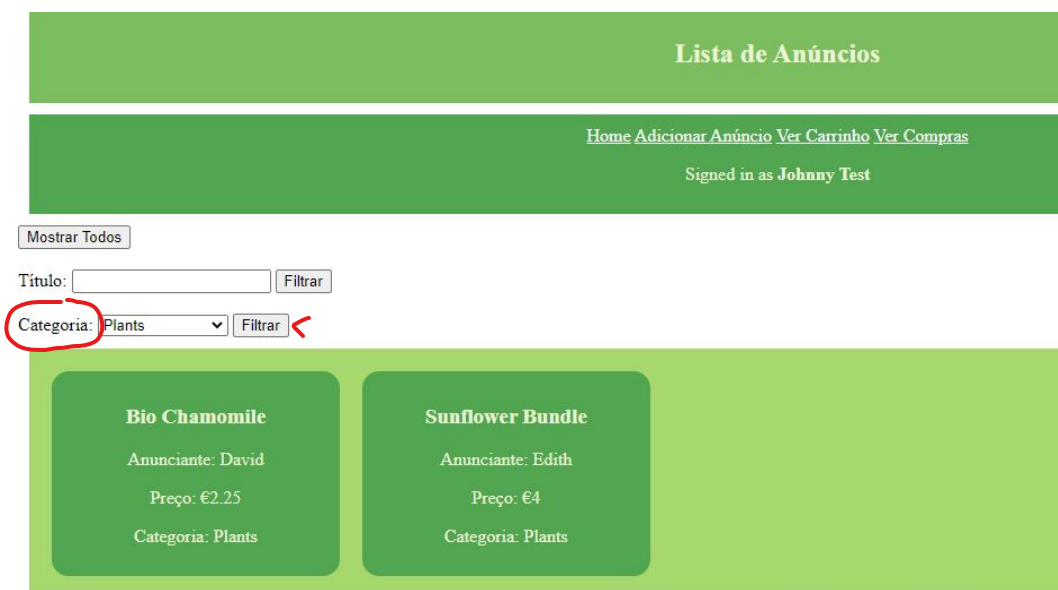 Lista de Anúncios
Home Adicionar Anúncio Ver Carrinho Ver Compras
Signed in as Johnny Test
Mostrar Todos
Título: Filtrar
Categoria: Plants Filtrar
Bio Chamomile
Anunciante: David
Preço: €2.25
Categoria: Plants
Sunflower Bundle
Anunciante: Edith
Preço: €4
Categoria: Plants